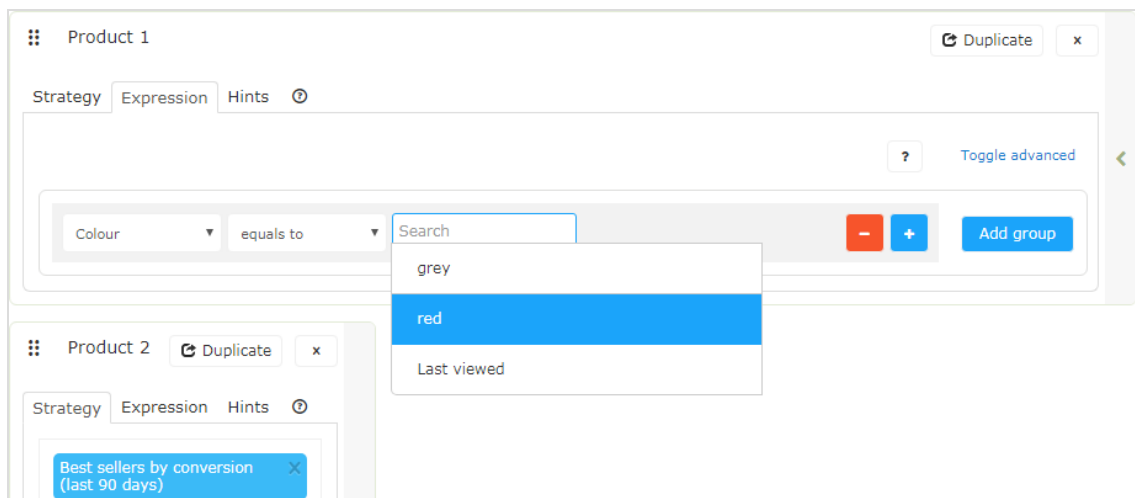 Product 1
Duplicate
x
Strategy Expression Hints ?
? Toggle advanced
Colour equals to Search - + Add group
grey
red
Last viewed
Product 2 Duplicate x
Strategy Expression Hints ?
Best sellers by conversion x
(last 90 days)